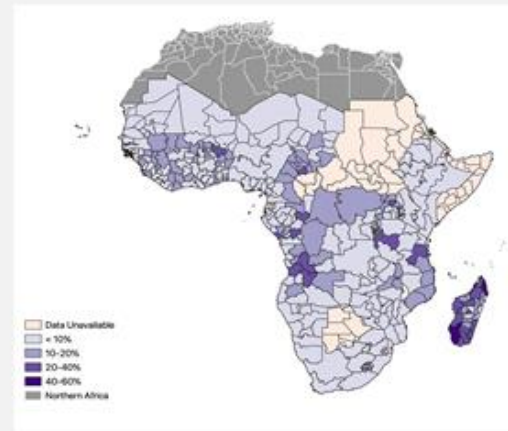 Data Unavailable
< 10%
10-20%
20-40%
40-60%
Northern Africa